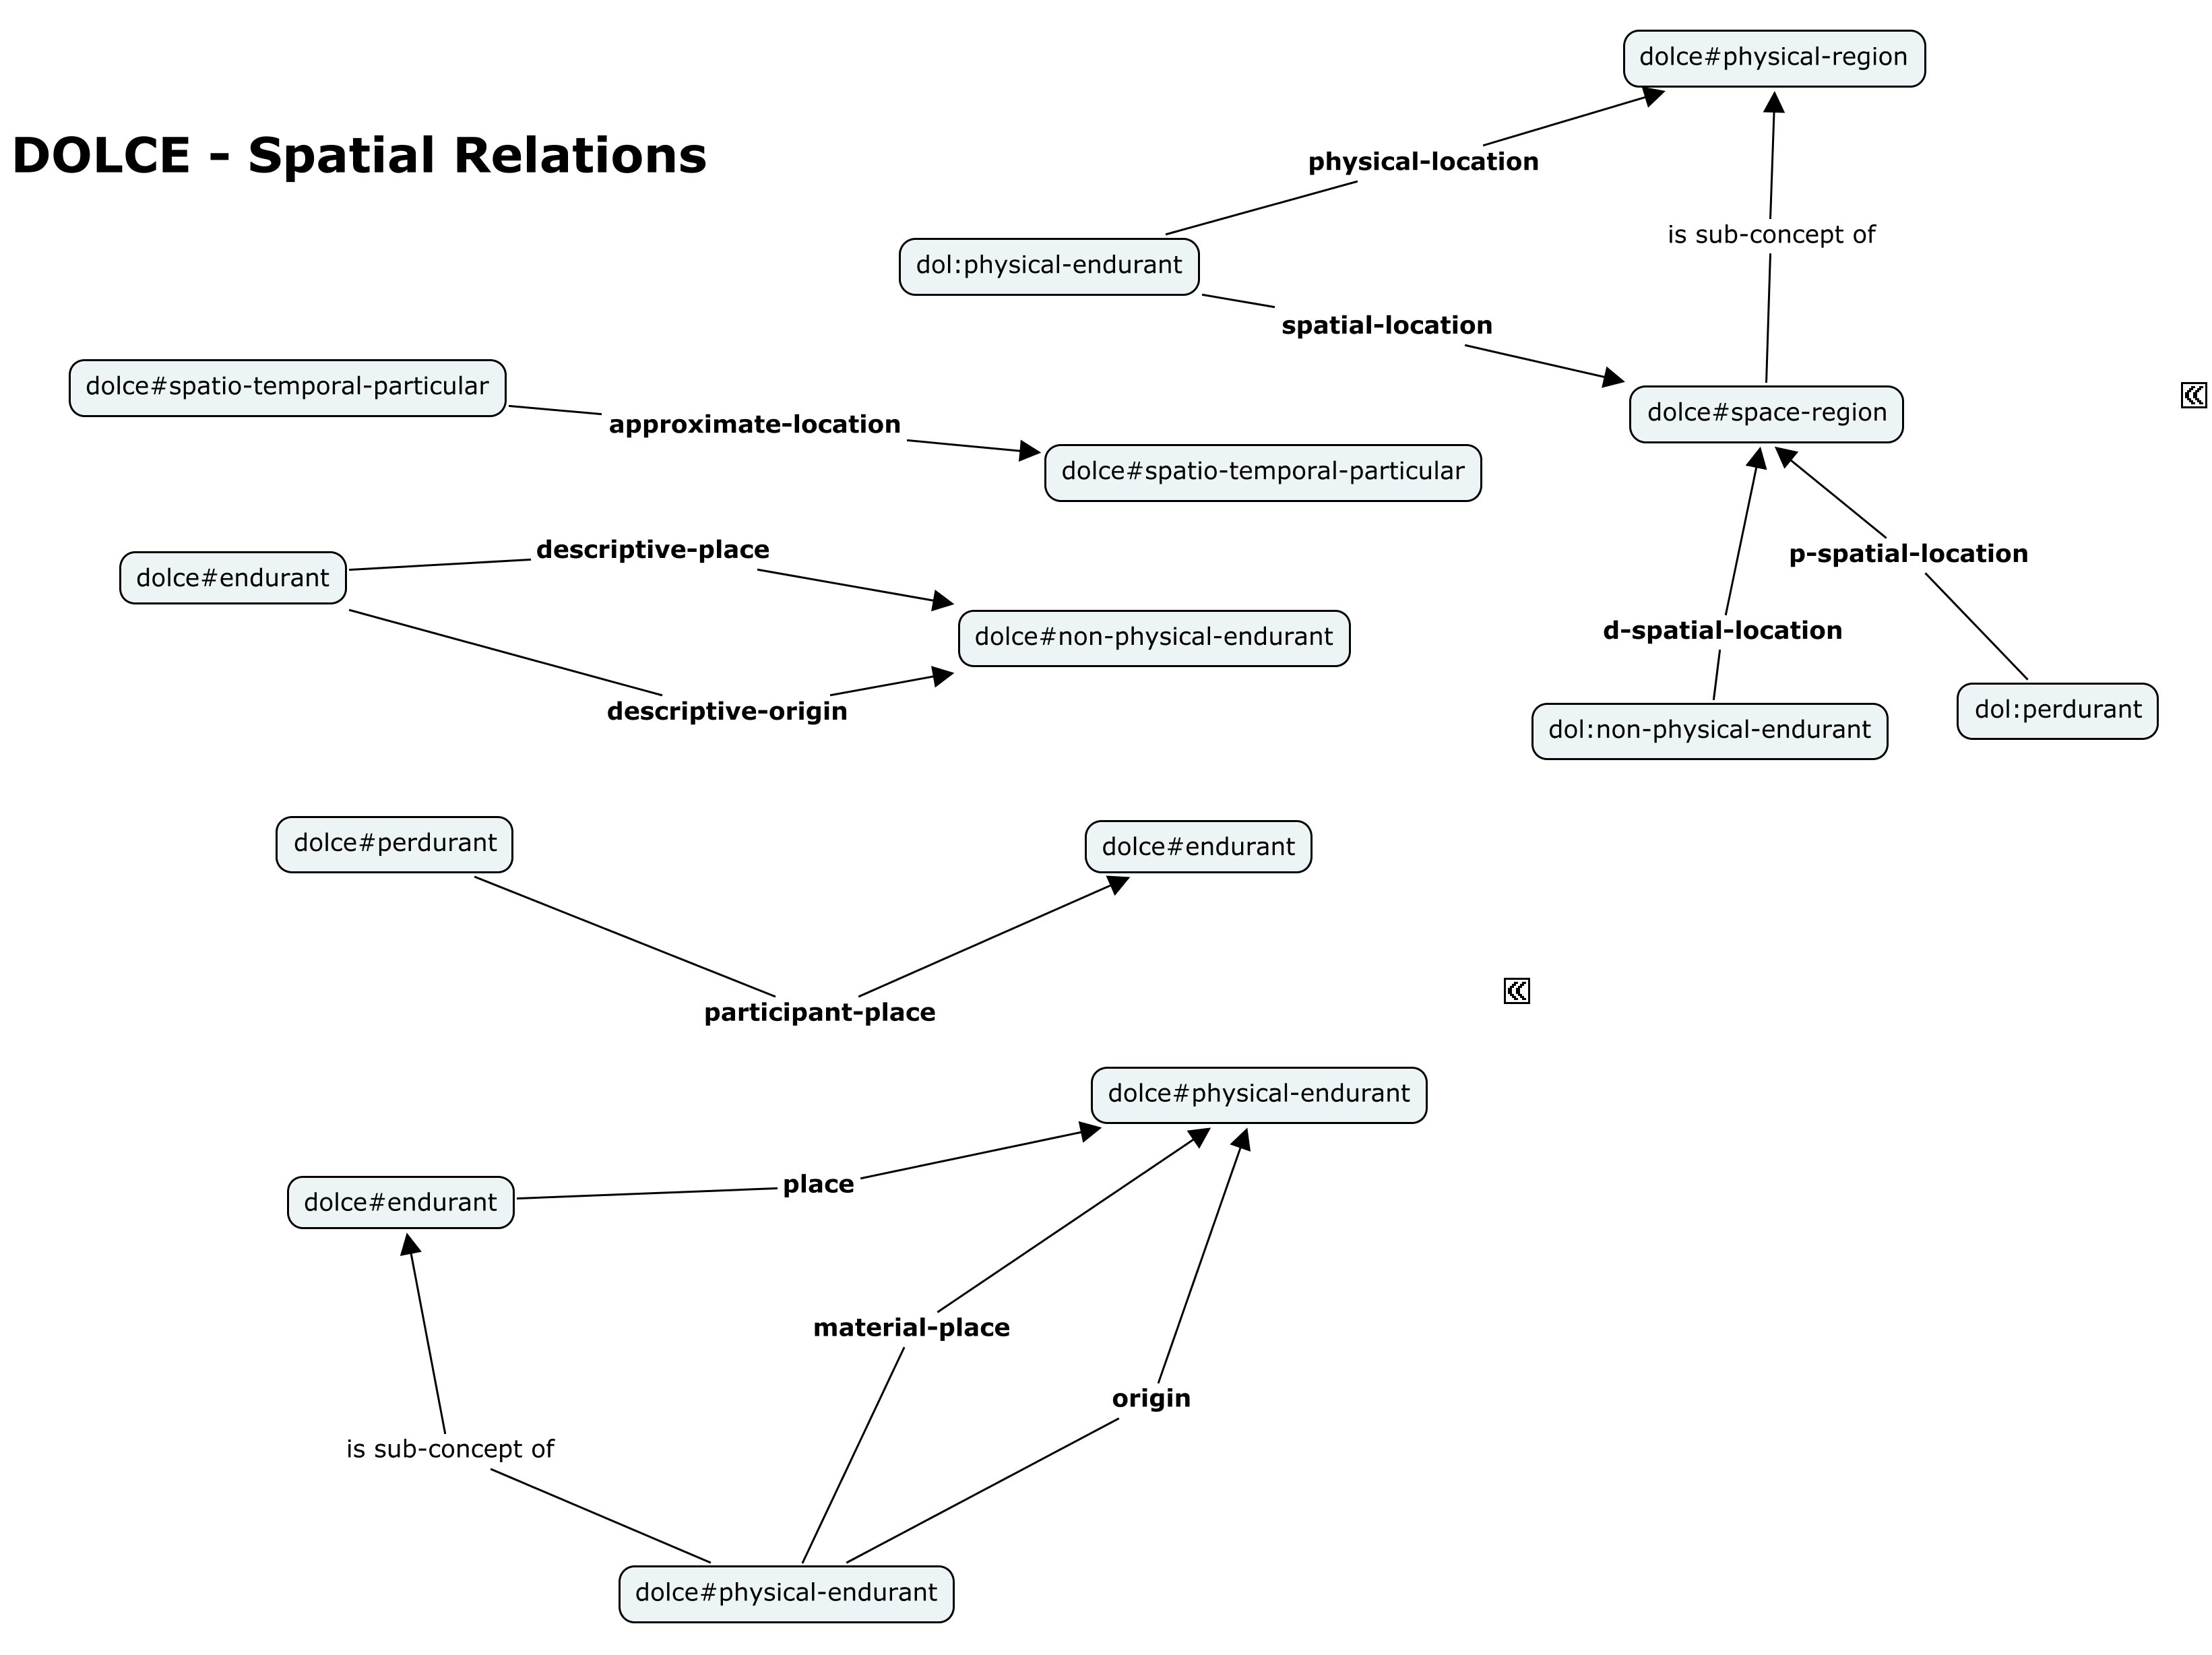 dolce#physical-region
DOLCE - Spatial Relations
physical-location
is sub-concept of
dol:physical-endurant
spatial-location
dolce#spatio-temporal-particular
dolce#space-region
approximate-location
dolce#spatio-temporal-particular
descriptive-place
p-spatial-location
dolce#endurant
d-spatial-location
dolce#non-physical-endurant
descriptive-origin
dol:perdurant
dol:non-physical-endurant
dolce#perdurant
dolce#endurant
participant-place
dolce#physical-endurant
place
dolce#endurant
material-place
origin
is sub-concept of
dolce#physical-endurant